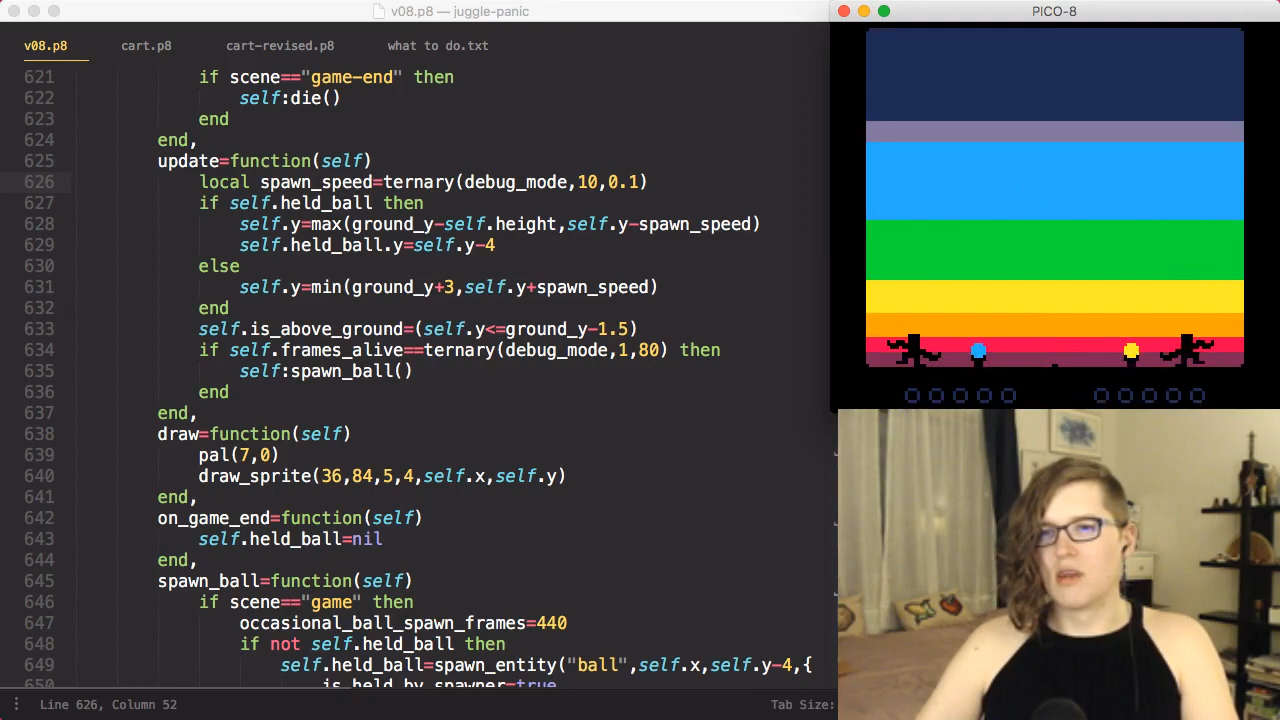 v08.p8 — juggle-panic
PICO-8
v08.p8 cart.p8 cart-revised.p8 what to do.txt
621 if scene=="game-end" then
622 self:die()
623 end
624 end,
625 update=function(self)
626 local spawn_speed=ternary(debug_mode,10,0.1)
627 if self.held_ball then
628 self.y=max(ground_y-self.height,self.y-spawn_speed)
629 self.held_ball.y=self.y-4
630 else
631 self.y=min(ground_y+3,self.y+spawn_speed)
632 end
633 self.is_above_ground=(self.y<=ground_y-1.5)
634 if self.frames_alive==ternary(debug_mode,1,80) then
635 self:spawn_ball()
636 end
637 end,
638 draw=function(self)
639 pal(7,0)
640 draw_sprite(36,84,5,4,self.x,self.y)
641 end,
642 on_game_end=function(self)
643 self.held_ball=nil
644 end,
645 spawn_ball=function(self)
646 if scene=="game" then
647 occasional_ball_spawn_frames=440
648 if not self.held_ball then
649 self.held_ball=spawn_entity("ball",self.x,self.y-4,{
650 is_held_by_spawner=true
Line 626, Column 52
Tab Size: